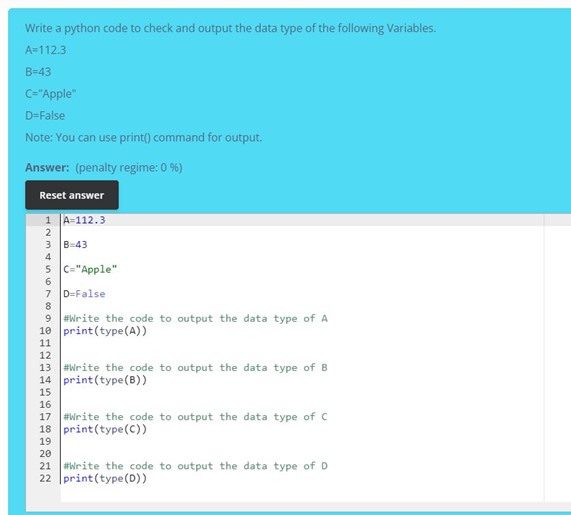 Write a python code to check and output the data type of the following Variables.
A=112.3
B=43
C="Apple"
D=False
Note: You can use print() command for output.
Answer: (penalty regime: 0 %)
Reset answer
1 A=112.3
2
3 B=43
4
5 C="Apple"
6
7 D=False
8
9 #Write the code to output the data type of A
10 print(type(A))
11
12
13 #Write the code to output the data type of B
14 print(type(B))
15
16
17 #Write the code to output the data type of C
18 print(type(C))
19
20
21 #Write the code to output the data type of D
22 print(type(D))